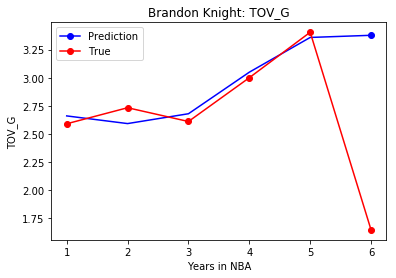 Brandon Knight: TOV_G
Prediction
True
TOV_G
3.25
3.00
2.75
2.50
2.25
2.00
1.75
1 2 3 4 5 6
Years in NBA